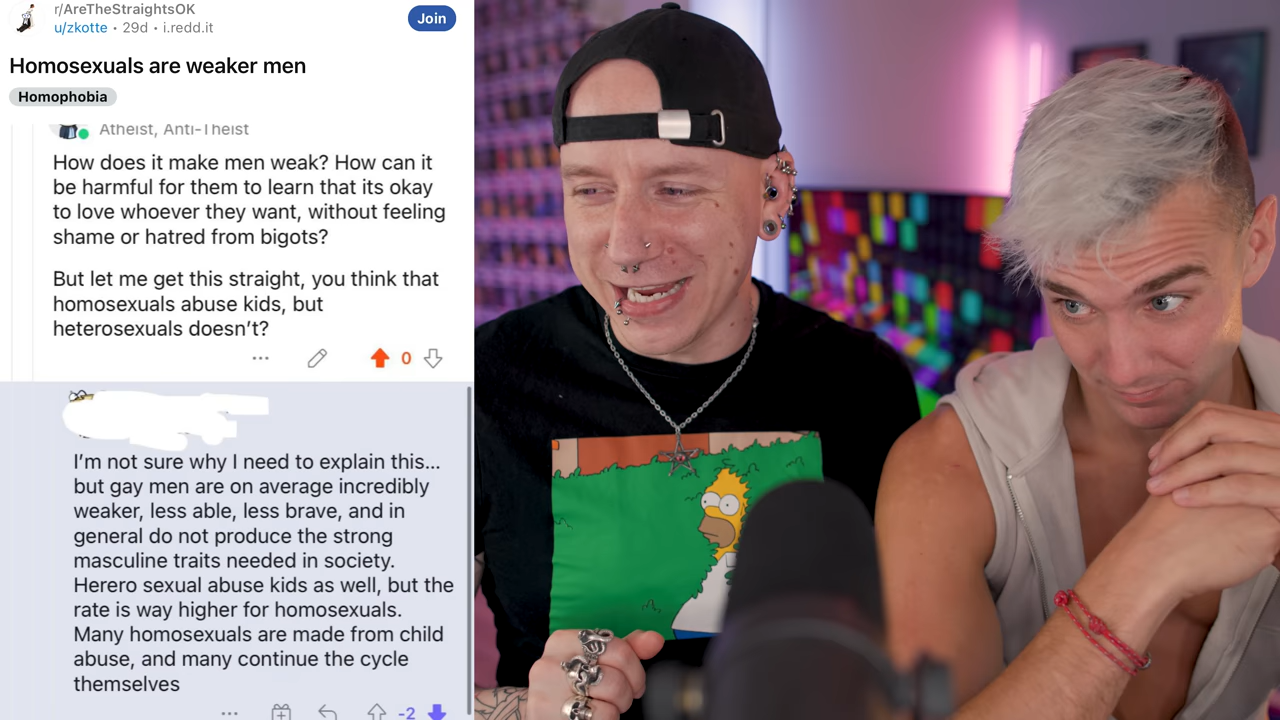 r/AreTheStraightsOK
u/zkotte • 29d • i.redd.it
Join
Homosexuals are weaker men
Homophobia
Atheist, Anti-Theist
How does it make men weak? How can it
be harmful for them to learn that its okay
to love whoever they want, without feeling
shame or hatred from bigots?
But let me get this straight, you think that
homosexuals abuse kids, but
heterosexuals doesn’t?
0
I’m not sure why I need to explain this...
but gay men are on average incredibly
weaker, less able, less brave, and in
general do not produce the strong
masculine traits needed in society.
Herero sexual abuse kids as well, but the
rate is way higher for homosexuals.
Many homosexuals are made from child
abuse, and many continue the cycle
themselves
-2